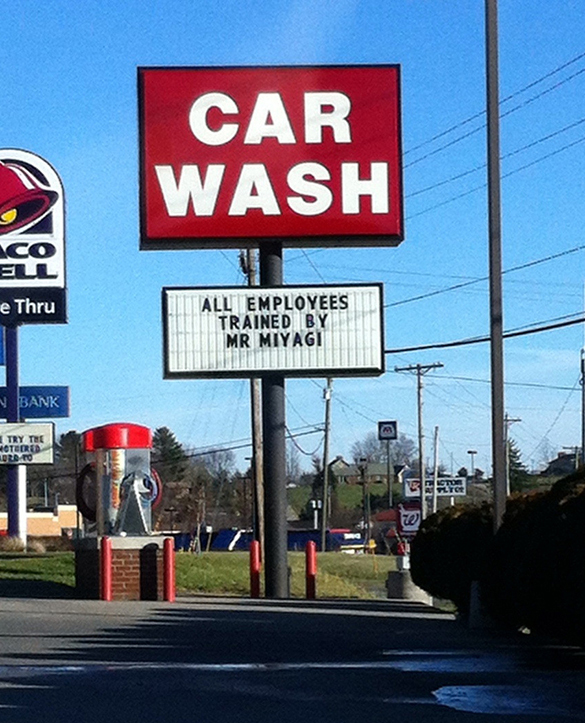 CAR
WASH
ALL EMPLOYEES
TRAINED BY
MR MIYAGI
ACO
ELL
e Thru
BANK
TRY THE
W